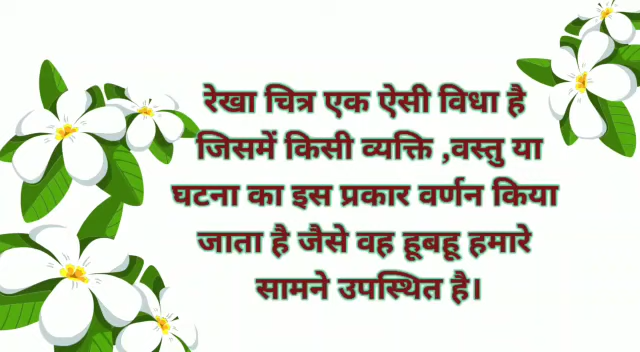 रेखा चित्र एक ऐसी विधा है
जिसमें किसी व्यक्ति ,वस्तु या
घटना का इस प्रकार वर्णन किया
जाता है जैसे वह हूबहू हमारे
सामने उपस्थित है।